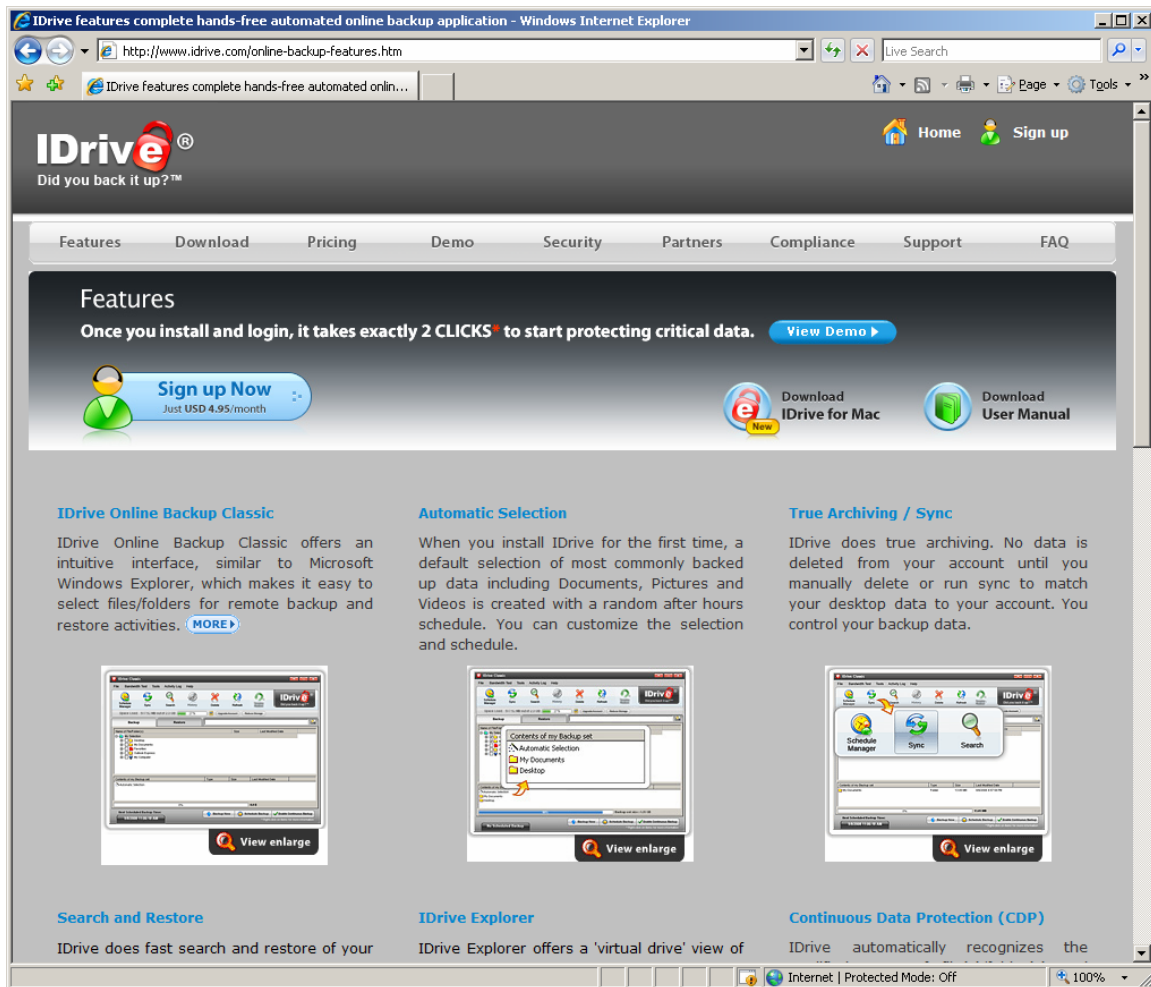 IDrive features complete hands-free automated online backup application - Windows Internet Explorer
http://www.idrive.com/online-backup-features.htm
Live Search
IDrive features complete hands-free automated onlin...
Page
Tools
IDrive®
Did you back it up?™
Home
Sign up
Features Download Pricing Demo Security Partners Compliance Support FAQ
Features
Once you install and login, it takes exactly 2 CLICKS* to start protecting critical data.
View Demo
Sign up Now
Just USD 4.95/month
New
Download
IDrive for Mac
Download
User Manual
IDrive Online Backup Classic
IDrive Online Backup Classic offers an
intuitive interface, similar to Microsoft
Windows Explorer, which makes it easy to
select files/folders for remote backup and
restore activities. MORE
View enlarge
Automatic Selection
When you install IDrive for the first time, a
default selection of most commonly backed
up data including Documents, Pictures and
Videos is created with a random after hours
schedule. You can customize the selection
and schedule.
Contents of my Backup set
Automatic Selection
My Documents
Desktop
View enlarge
True Archiving / Sync
IDrive does true archiving. No data is
deleted from your account until you
manually delete or run sync to match
your desktop data to your account. You
control your backup data.
Schedule
Manager
Sync
Search
View enlarge
Search and Restore
IDrive does fast search and restore of your
IDrive Explorer
IDrive Explorer offers a 'virtual drive' view of
Continuous Data Protection (CDP)
IDrive automatically recognizes the
Internet | Protected Mode: Off
100%